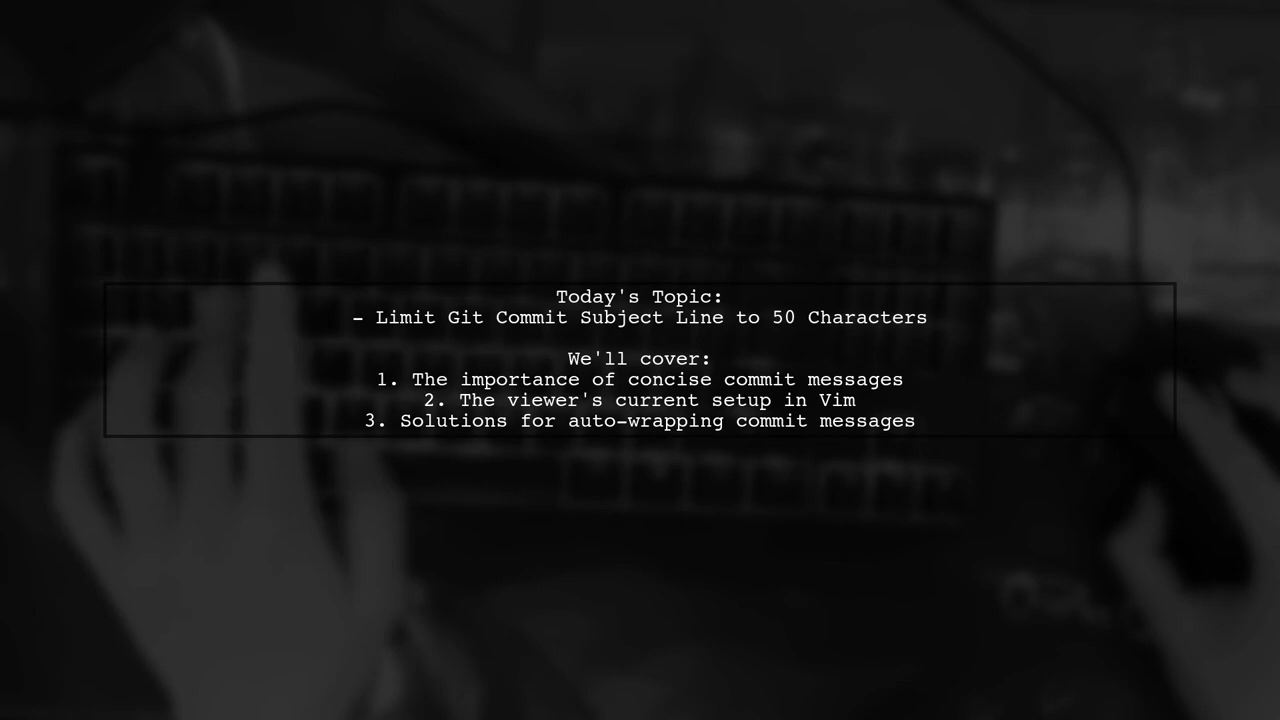 Today's Topic:
- Limit Git Commit Subject Line to 50 Characters
We'll cover:
1. The importance of concise commit messages
2. The viewer's current setup in Vim
3. Solutions for auto-wrapping commit messages